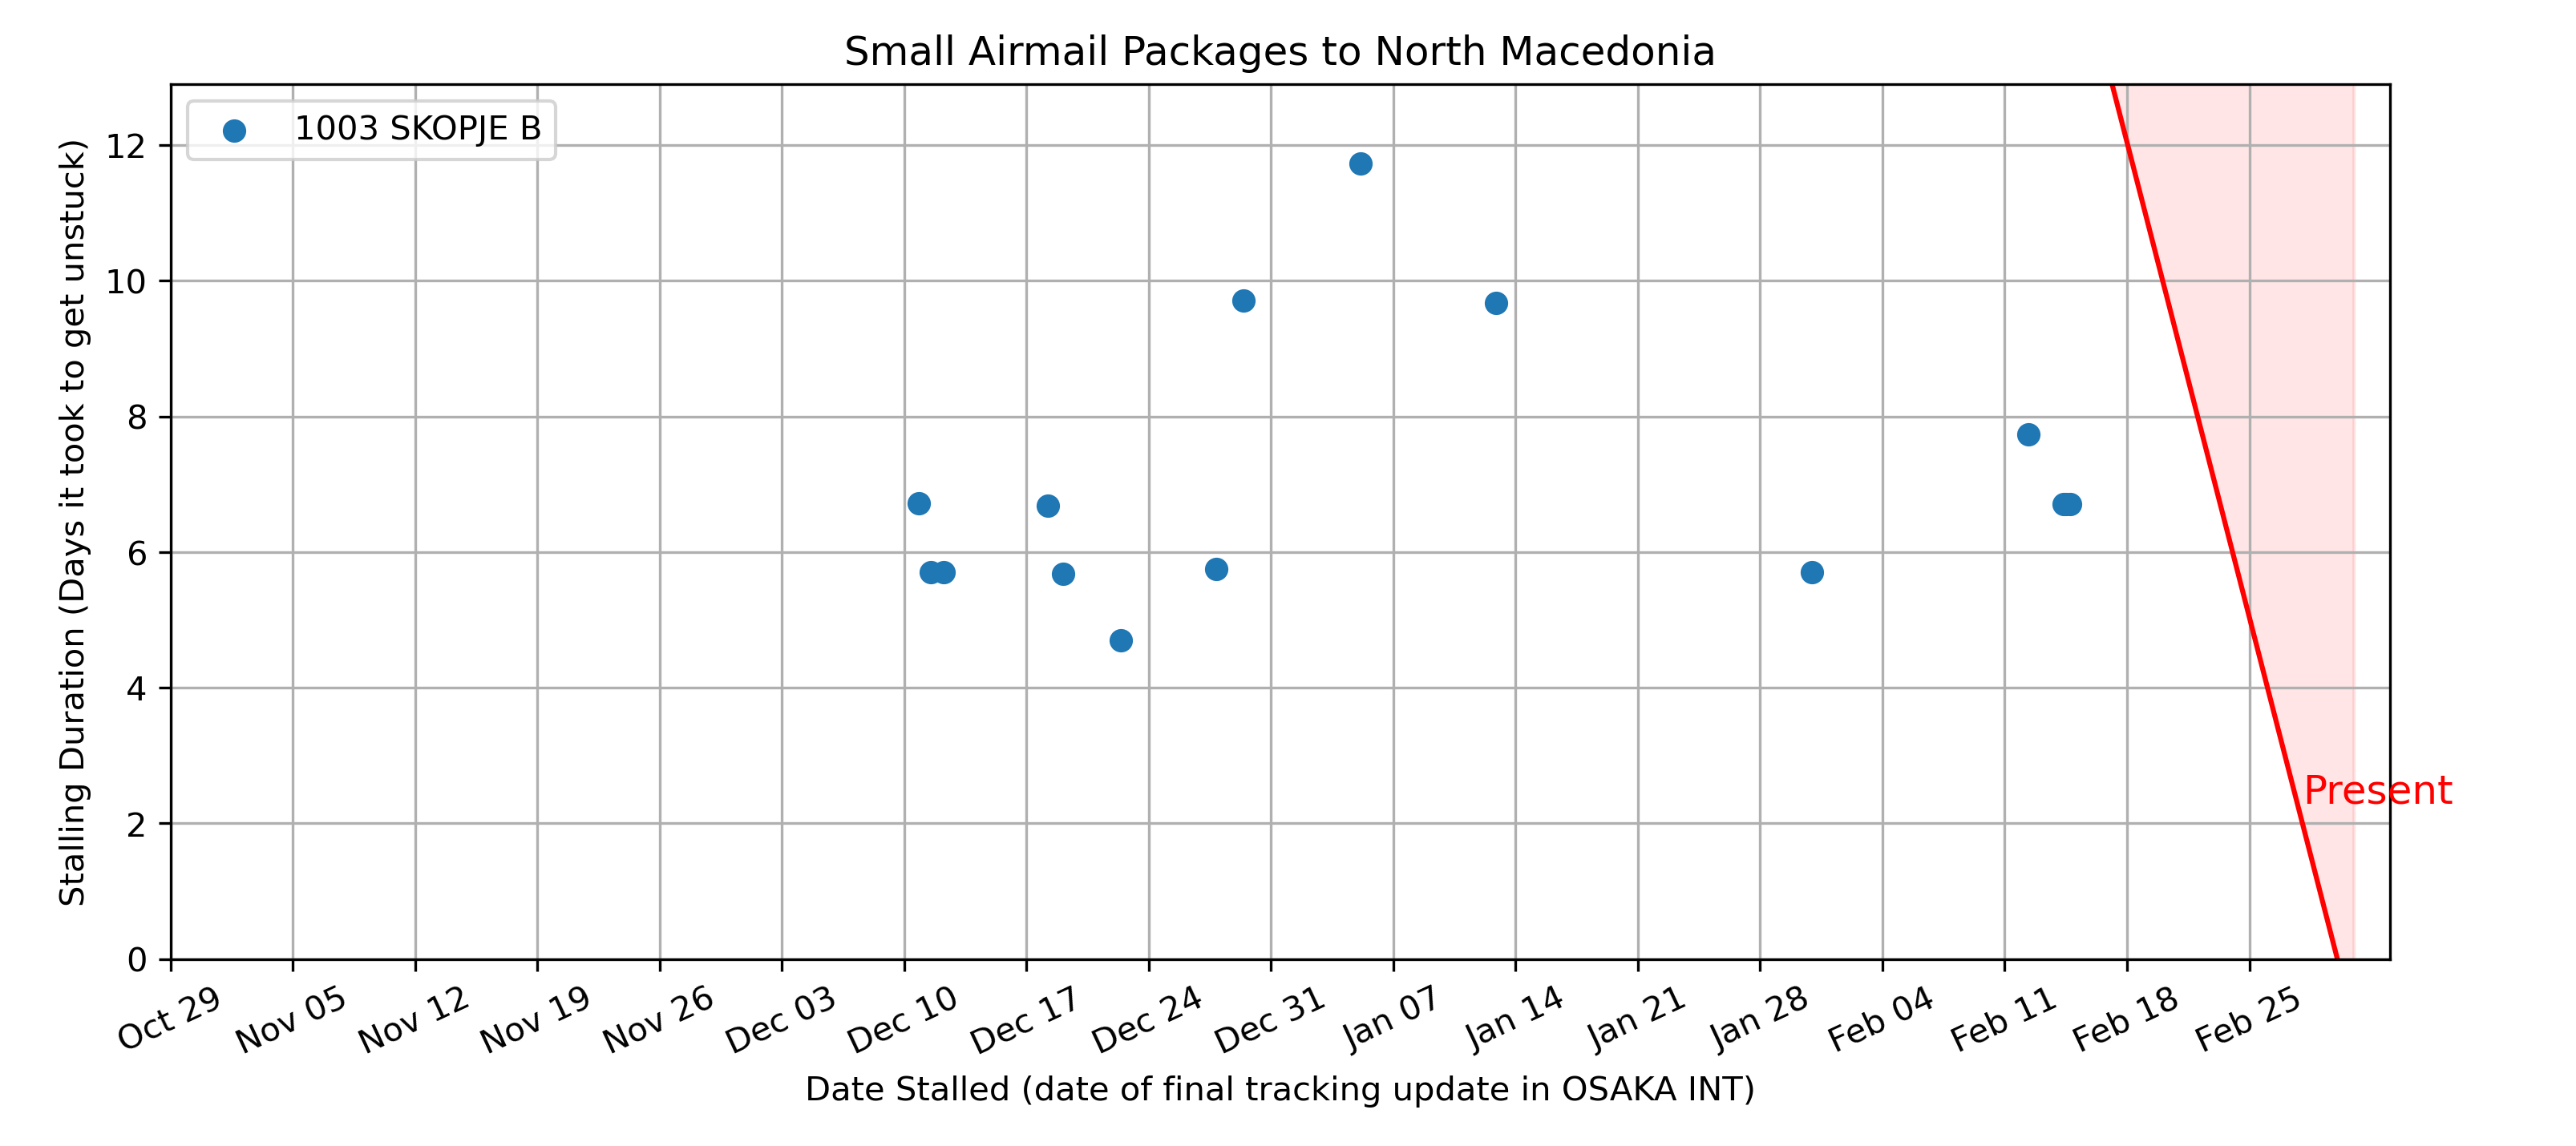 Small Airmail Packages to North Macedonia
1003 SKOPJE B
Stalling Duration (Days it took to get unstuck)
12
10
8
6
4
2
0
Present
Oct 29 Nov 05 Nov 12 Nov 19 Nov 26 Dec 03 Dec 10 Dec 17 Dec 24 Dec 31 Jan 07 Jan 14 Jan 21 Jan 28 Feb 04 Feb 11 Feb 18 Feb 25
Date Stalled (date of final tracking update in OSAKA INT)